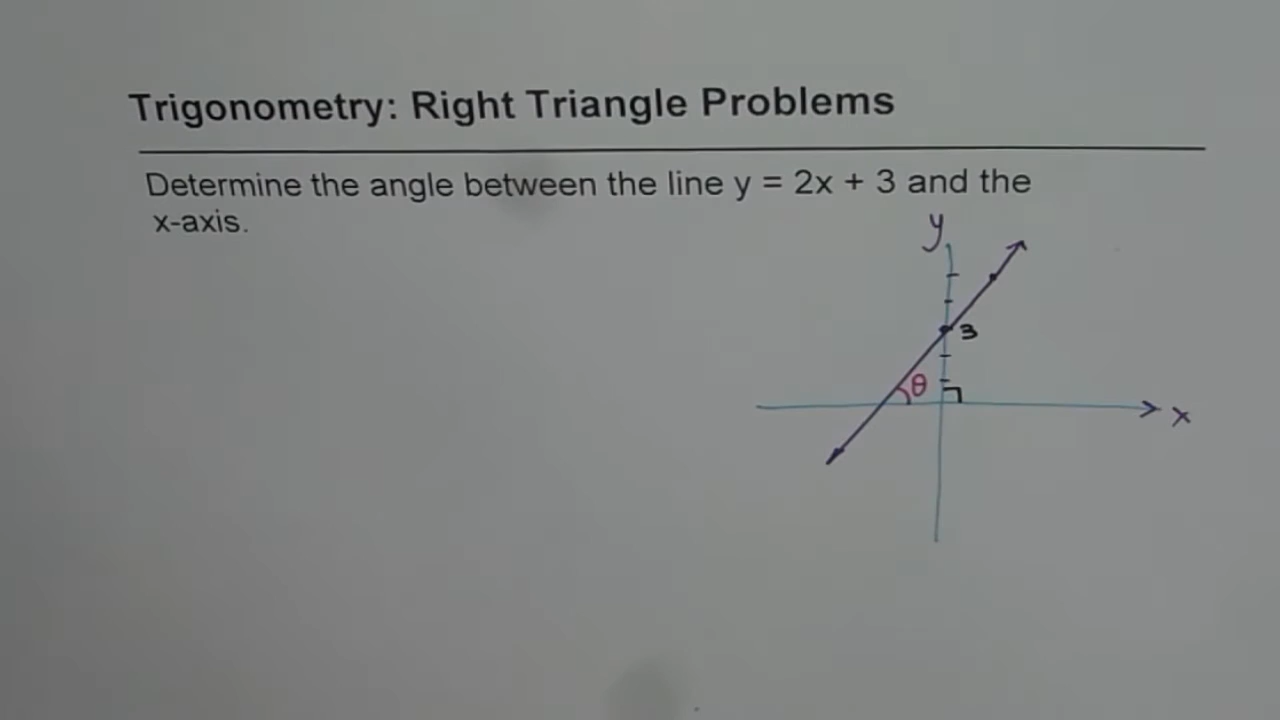 Trigonometry: Right Triangle Problems
Determine the angle between the line y = 2x + 3 and the
x-axis.
y
3
θ
x